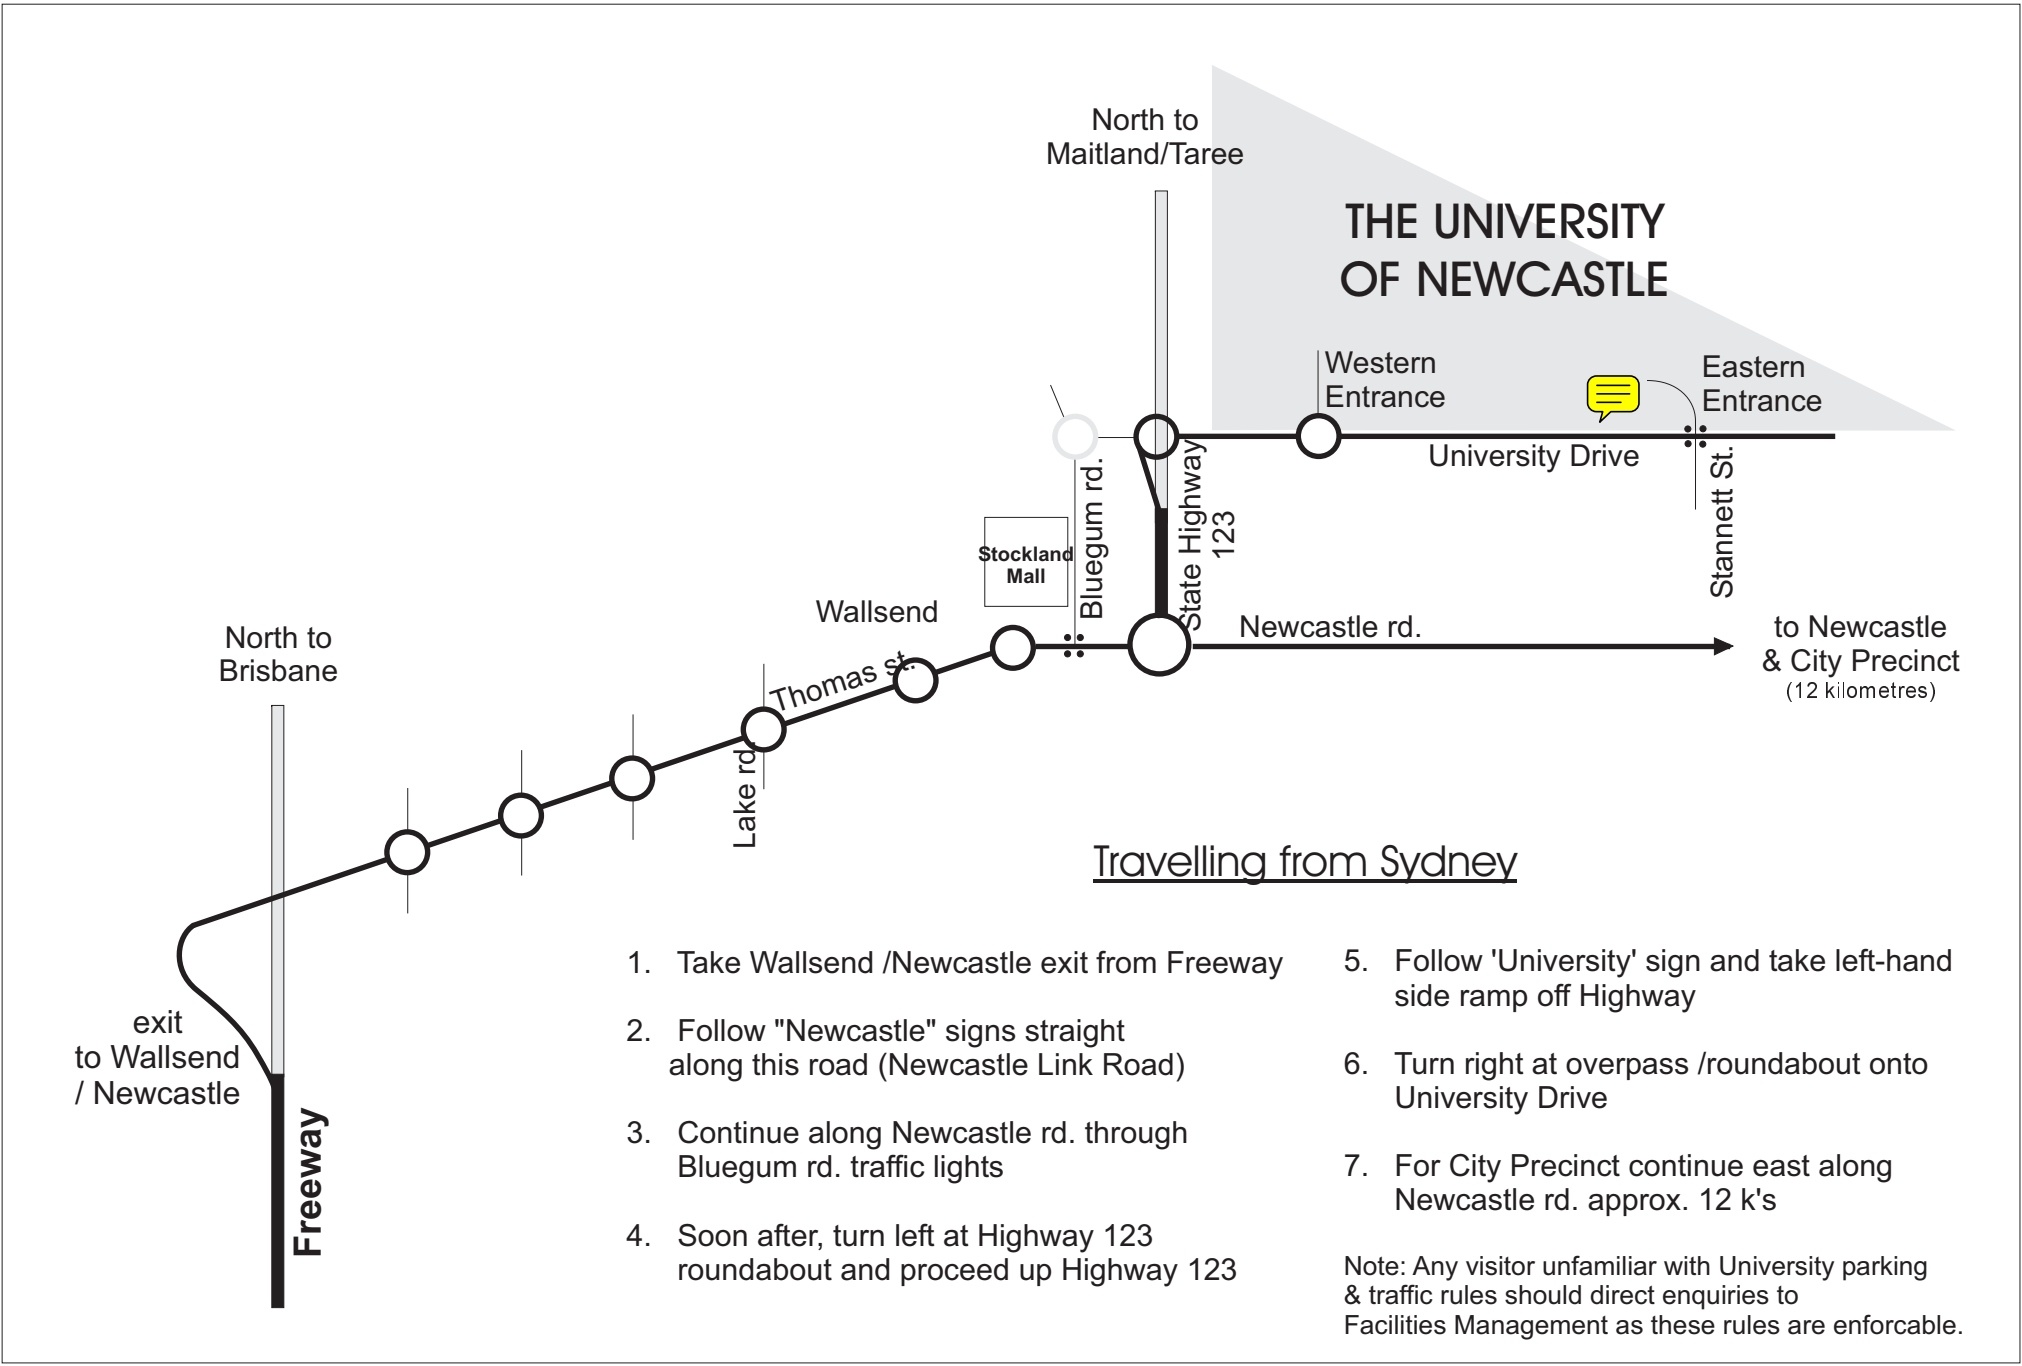 North to
Maitland/Taree
THE UNIVERSITY
OF NEWCASTLE
Western
Entrance
Eastern
Entrance
University Drive
Bluegum rd.
State Highway
123
Stannett St.
Stockland
Mall
Wallsend
Newcastle rd.
to Newcastle
& City Precinct
(12 kilometres)
North to
Brisbane
Thomas st.
Lake rd.
exit
to Wallsend
/ Newcastle
Freeway
Travelling from Sydney
1. Take Wallsend /Newcastle exit from Freeway
2. Follow "Newcastle" signs straight
along this road (Newcastle Link Road)
3. Continue along Newcastle rd. through
Bluegum rd. traffic lights
4. Soon after, turn left at Highway 123
roundabout and proceed up Highway 123
5. Follow 'University' sign and take left-hand
side ramp off Highway
6. Turn right at overpass /roundabout onto
University Drive
7. For City Precinct continue east along
Newcastle rd. approx. 12 k's
Note: Any visitor unfamiliar with University parking
& traffic rules should direct enquiries to
Facilities Management as these rules are enforcable.